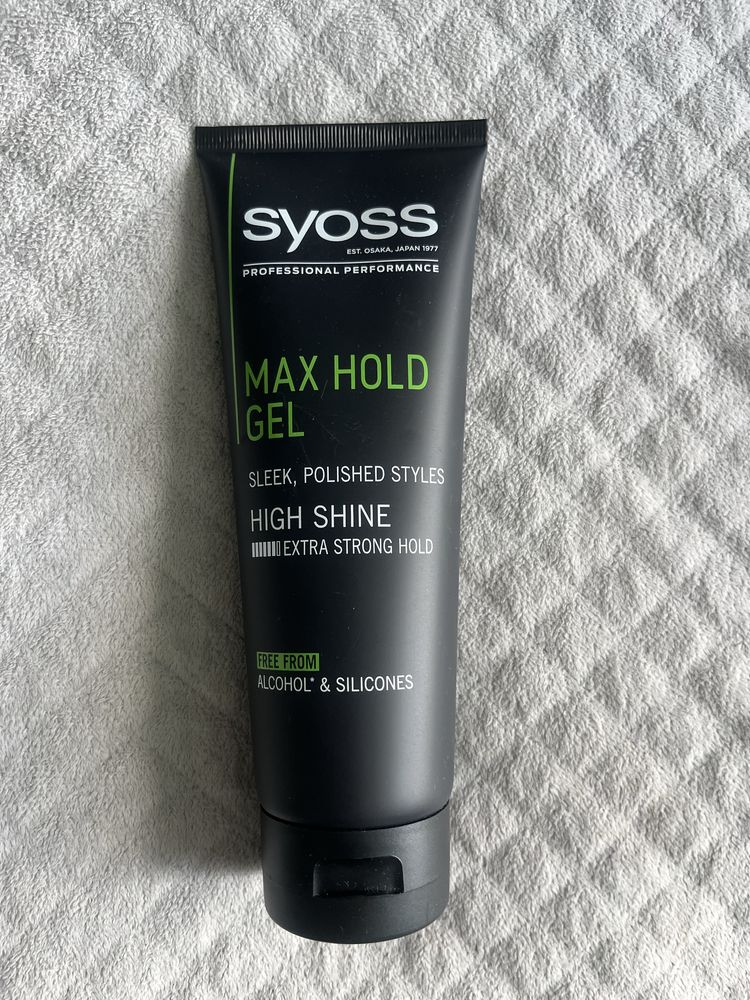 syoss
EST. OSAKA, JAPAN 1977
PROFESSIONAL PERFORMANCE
MAX HOLD
GEL
SLEEK, POLISHED STYLES
HIGH SHINE
EXTRA STRONG HOLD
FREE FROM
ALCOHOL* & SILICONES